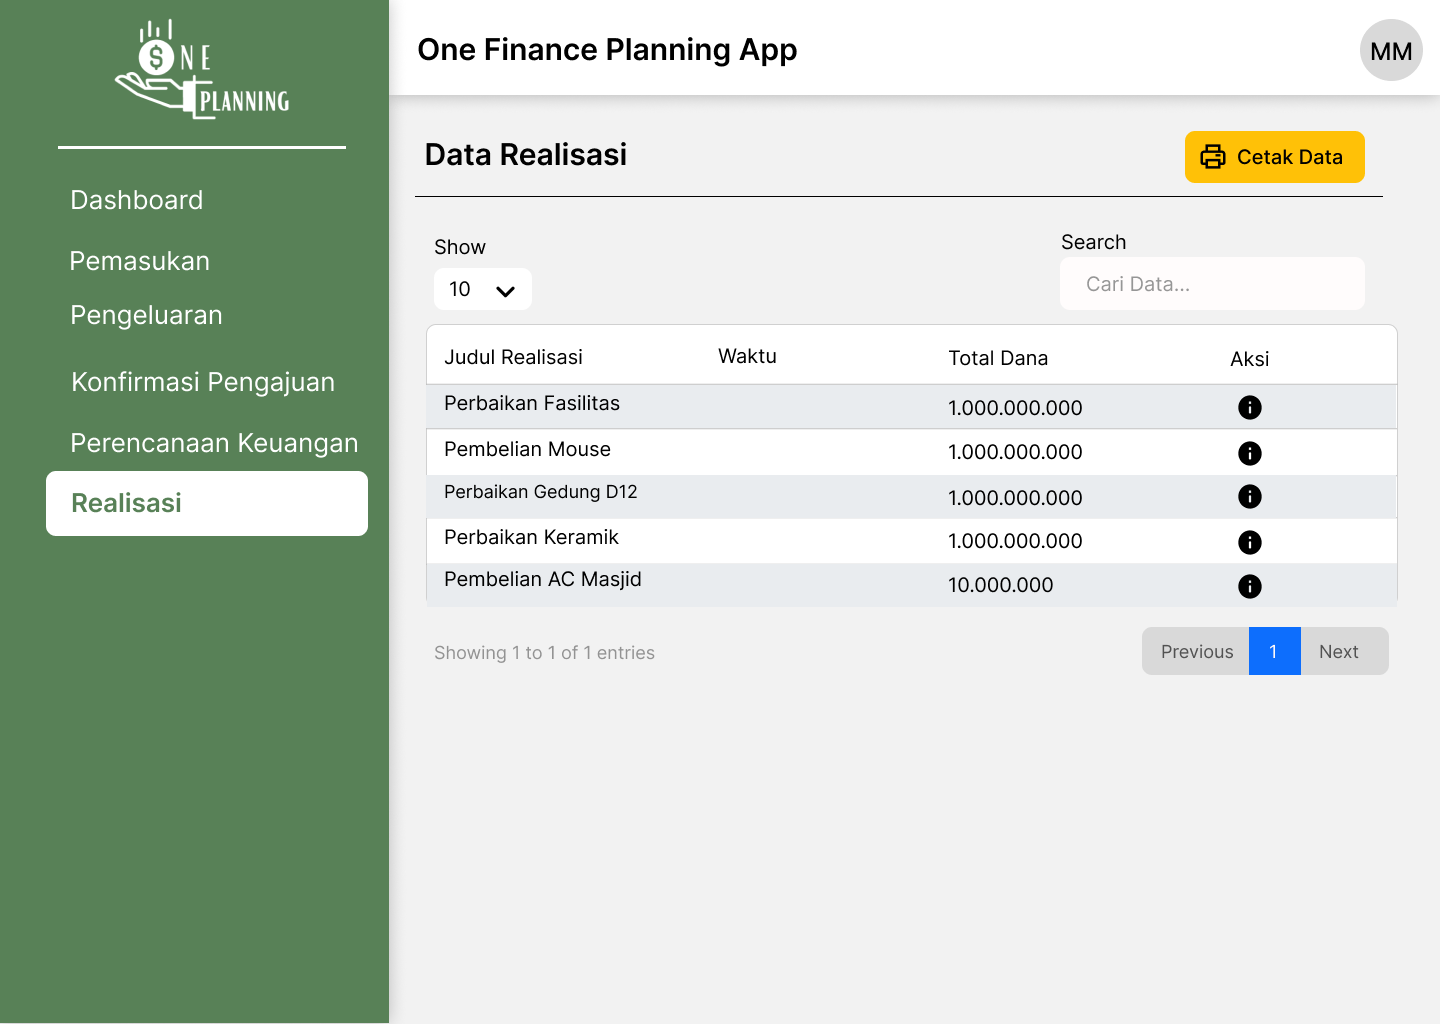 $ NE
PLANNING
One Finance Planning App
MM
Dashboard
Pemasukan
Pengeluaran
Konfirmasi Pengajuan
Perencanaan Keuangan
Realisasi
Data Realisasi
Cetak Data
Show
10
Search
Cari Data...
Judul Realisasi Waktu Total Dana Aksi
Perbaikan Fasilitas 1.000.000.000
Pembelian Mouse 1.000.000.000
Perbaikan Gedung D12 1.000.000.000
Perbaikan Keramik 1.000.000.000
Pembelian AC Masjid 10.000.000
Showing 1 to 1 of 1 entries
Previous 1 Next